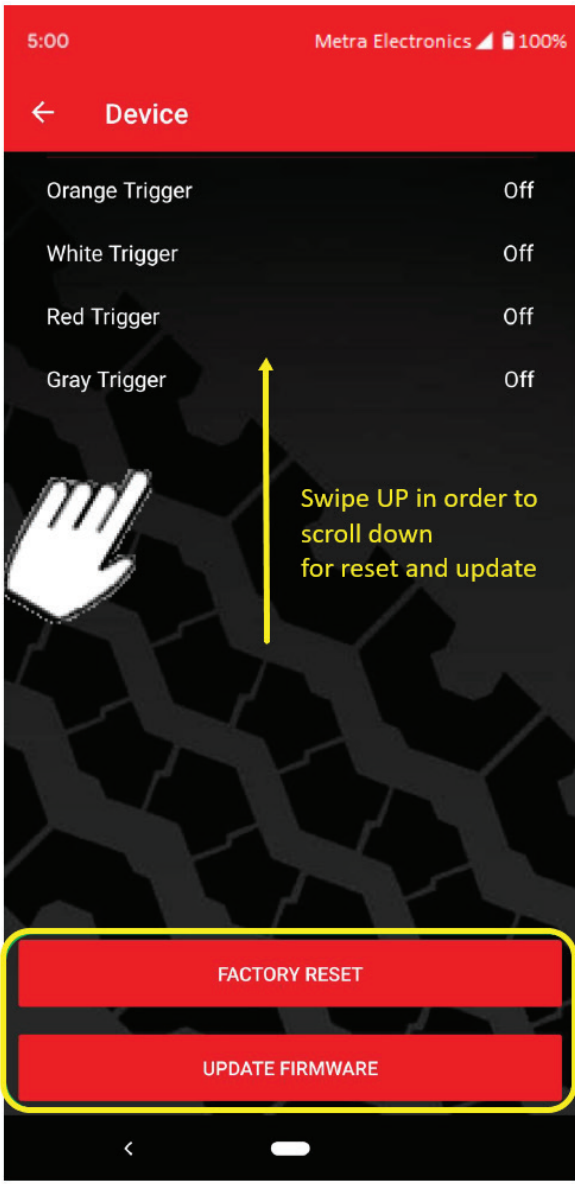 5:00 Metra Electronics 100%
Device
Orange Trigger Off
White Trigger Off
Red Trigger Off
Gray Trigger Off
Swipe UP in order to
scroll down
for reset and update
FACTORY RESET
UPDATE FIRMWARE